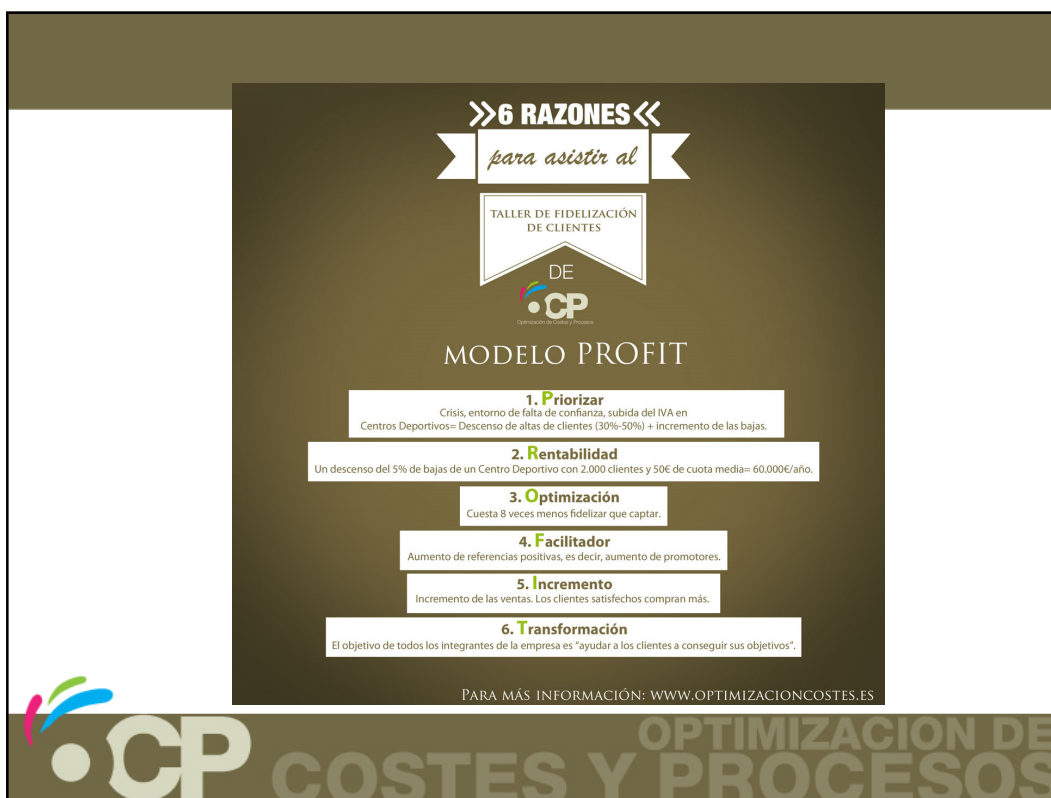 »6 RAZONES«
para asistir al
TALLER DE FIDELIZACIÓN
DE CLIENTES
DE
CP
Optimización de Costes y Procesos
MODELO PROFIT
1. Priorizar
Crisis, entorno de falta de confianza, subida del IVA en
Centros Deportivos= Descenso de altas de clientes (30%-50%) + incremento de las bajas.
2. Rentabilidad
Un descenso del 5% de bajas de un Centro Deportivo con 2.000 clientes y 50€ de cuota media= 60.000€/año.
3. Optimización
Cuesta 8 veces menos fidelizar que captar.
4. Facilitador
Aumento de referencias positivas, es decir, aumento de promotores.
5. Incremento
Incremento de las ventas. Los clientes satisfechos compran más.
6. Transformación
El objetivo de todos los integrantes de la empresa es “ayudar a los clientes a conseguir sus objetivos”.
PARA MÁS INFORMACIÓN: WWW.OPTIMIZACIONCOSTES.ES
CP
OPTIMIZACION DE
COSTES Y PROCESOS